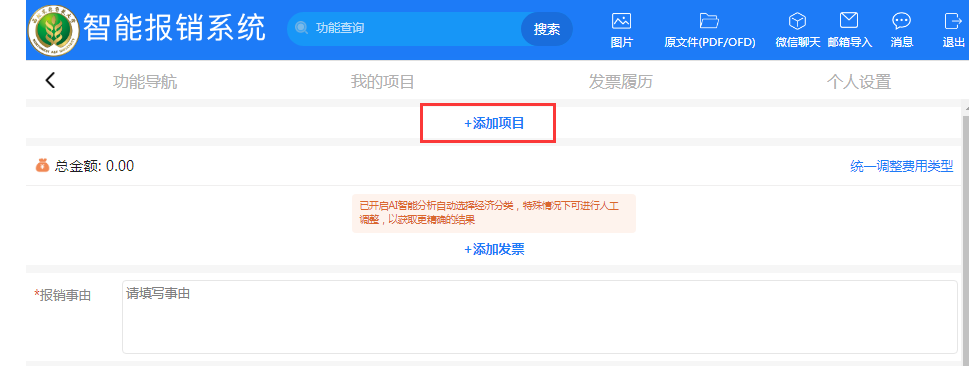 智能报销系统
功能查询
搜索
图片
原文件(PDF/OFD)
微信聊天
邮箱导入
消息
退出
功能导航
我的项目
发票履历
个人设置
+添加项目
总金额: 0.00
统一调整费用类型
已开启AI智能分析自动选择经济分类，特殊情况下可进行人工
调整，以获取更精确的结果
+添加发票
*报销事由
请填写事由